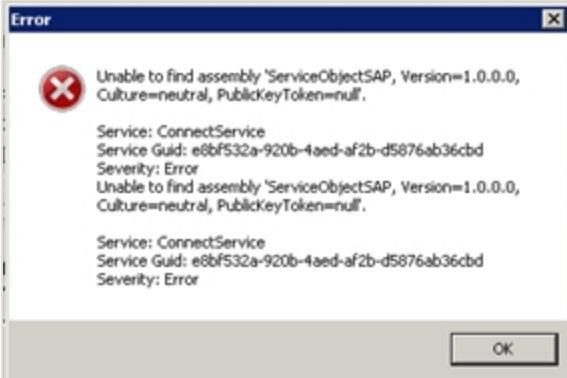 Error
Unable to find assembly 'ServiceObjectSAP, Version=1.0.0.0,
Culture=neutral, PublicKeyToken=null'.
Service: ConnectService
Service Guid: e8bf532a-920b-4aed-af2b-d5876ab36cbd
Severity: Error
Unable to find assembly 'ServiceObjectSAP, Version=1.0.0.0,
Culture=neutral, PublicKeyToken=null'.
Service: ConnectService
Service Guid: e8bf532a-920b-4aed-af2b-d5876ab36cbd
Severity: Error
OK